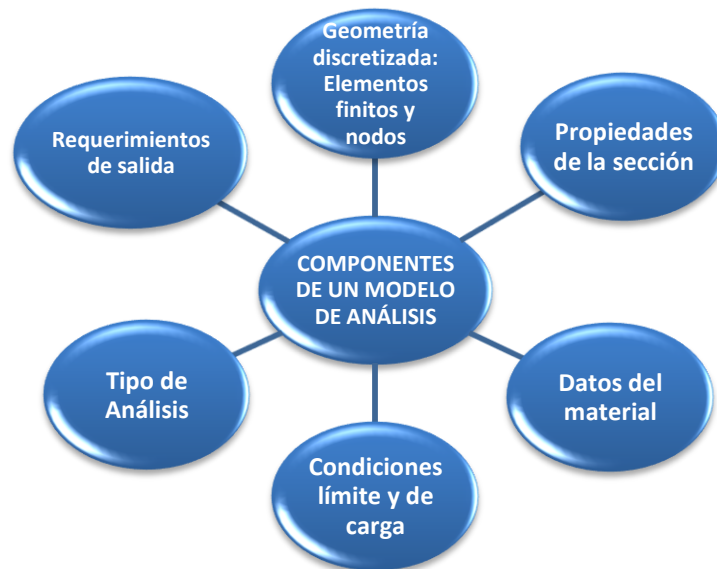 Geometría
discretizada:
Elementos
finitos y
nodos
Propiedades
de la sección
Datos del
material
Condiciones
límite y de
carga
Tipo de
Análisis
Requerimientos
de salida
COMPONENTES
DE UN MODELO
DE ANÁLISIS